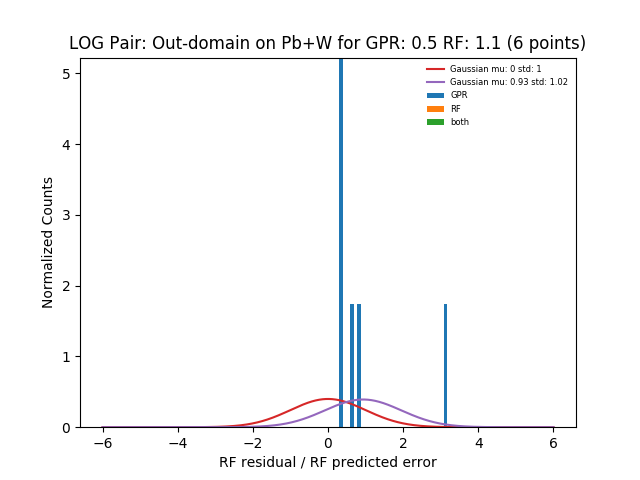 LOG Pair: Out-domain on Pb+W for GPR: 0.5 RF: 1.1 (6 points)
Gaussian mu: 0 std: 1
Gaussian mu: 0.93 std: 1.02
GPR
RF
both
Normalized Counts
5
4
3
2
1
0
−6 −4 −2 0 2 4 6
RF residual / RF predicted error